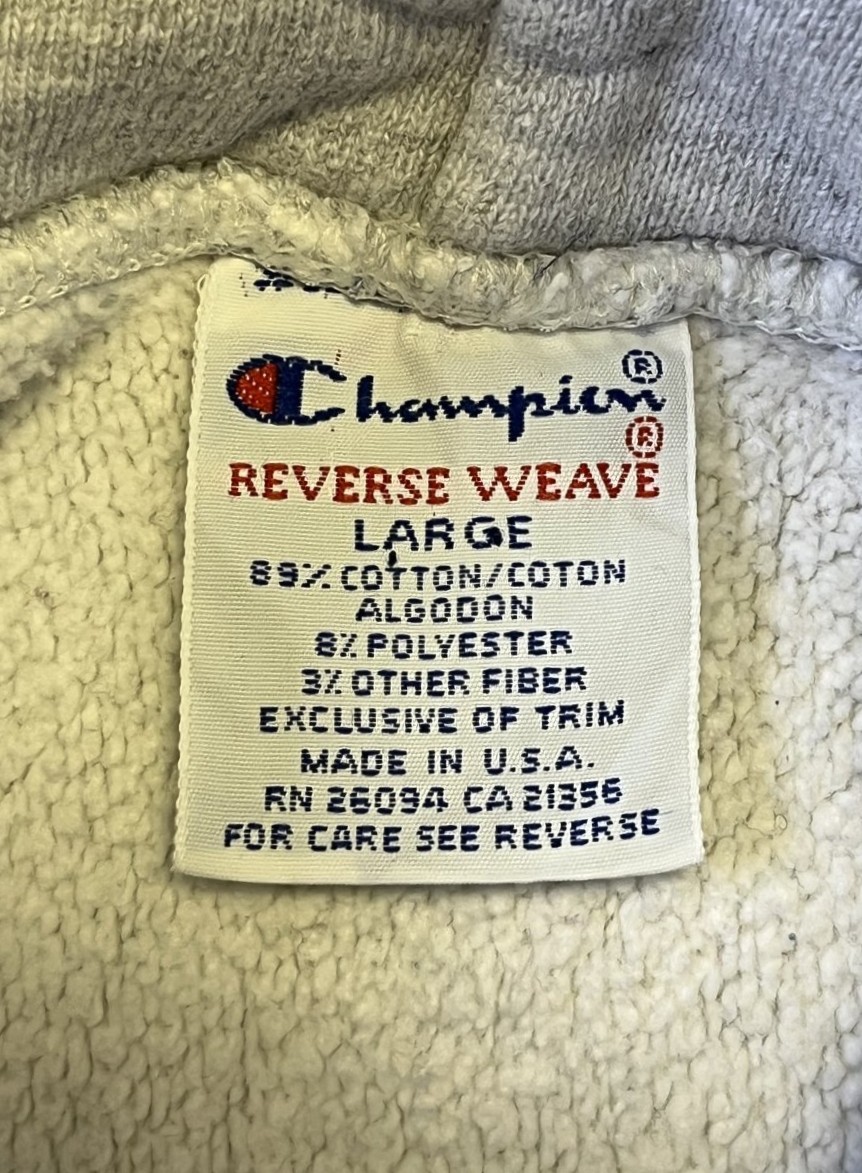 Champion®
®
REVERSE WEAVE
LARGE
89% COTTON/COTON
ALGODON
8% POLYESTER
3% OTHER FIBER
EXCLUSIVE OF TRIM
MADE IN U.S.A.
RN 26094 CA 21356
FOR CARE SEE REVERSE